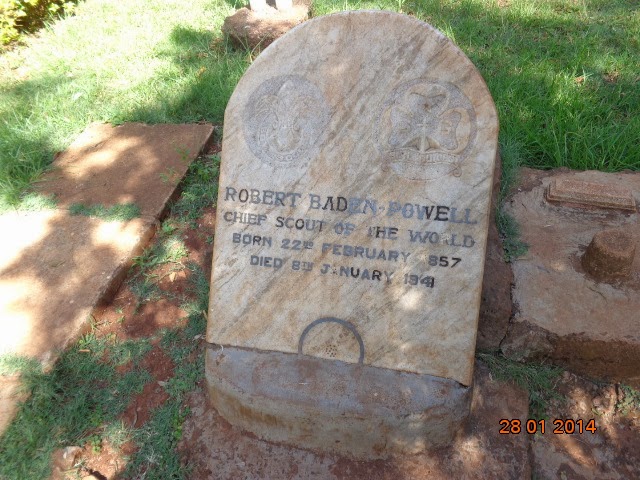 ROBERT BADEN-POWELL
CHIEF SCOUT OF THE WORLD
BORN 22ND FEBRUARY 1857
DIED 8TH JANUARY 1941
28 01 2014